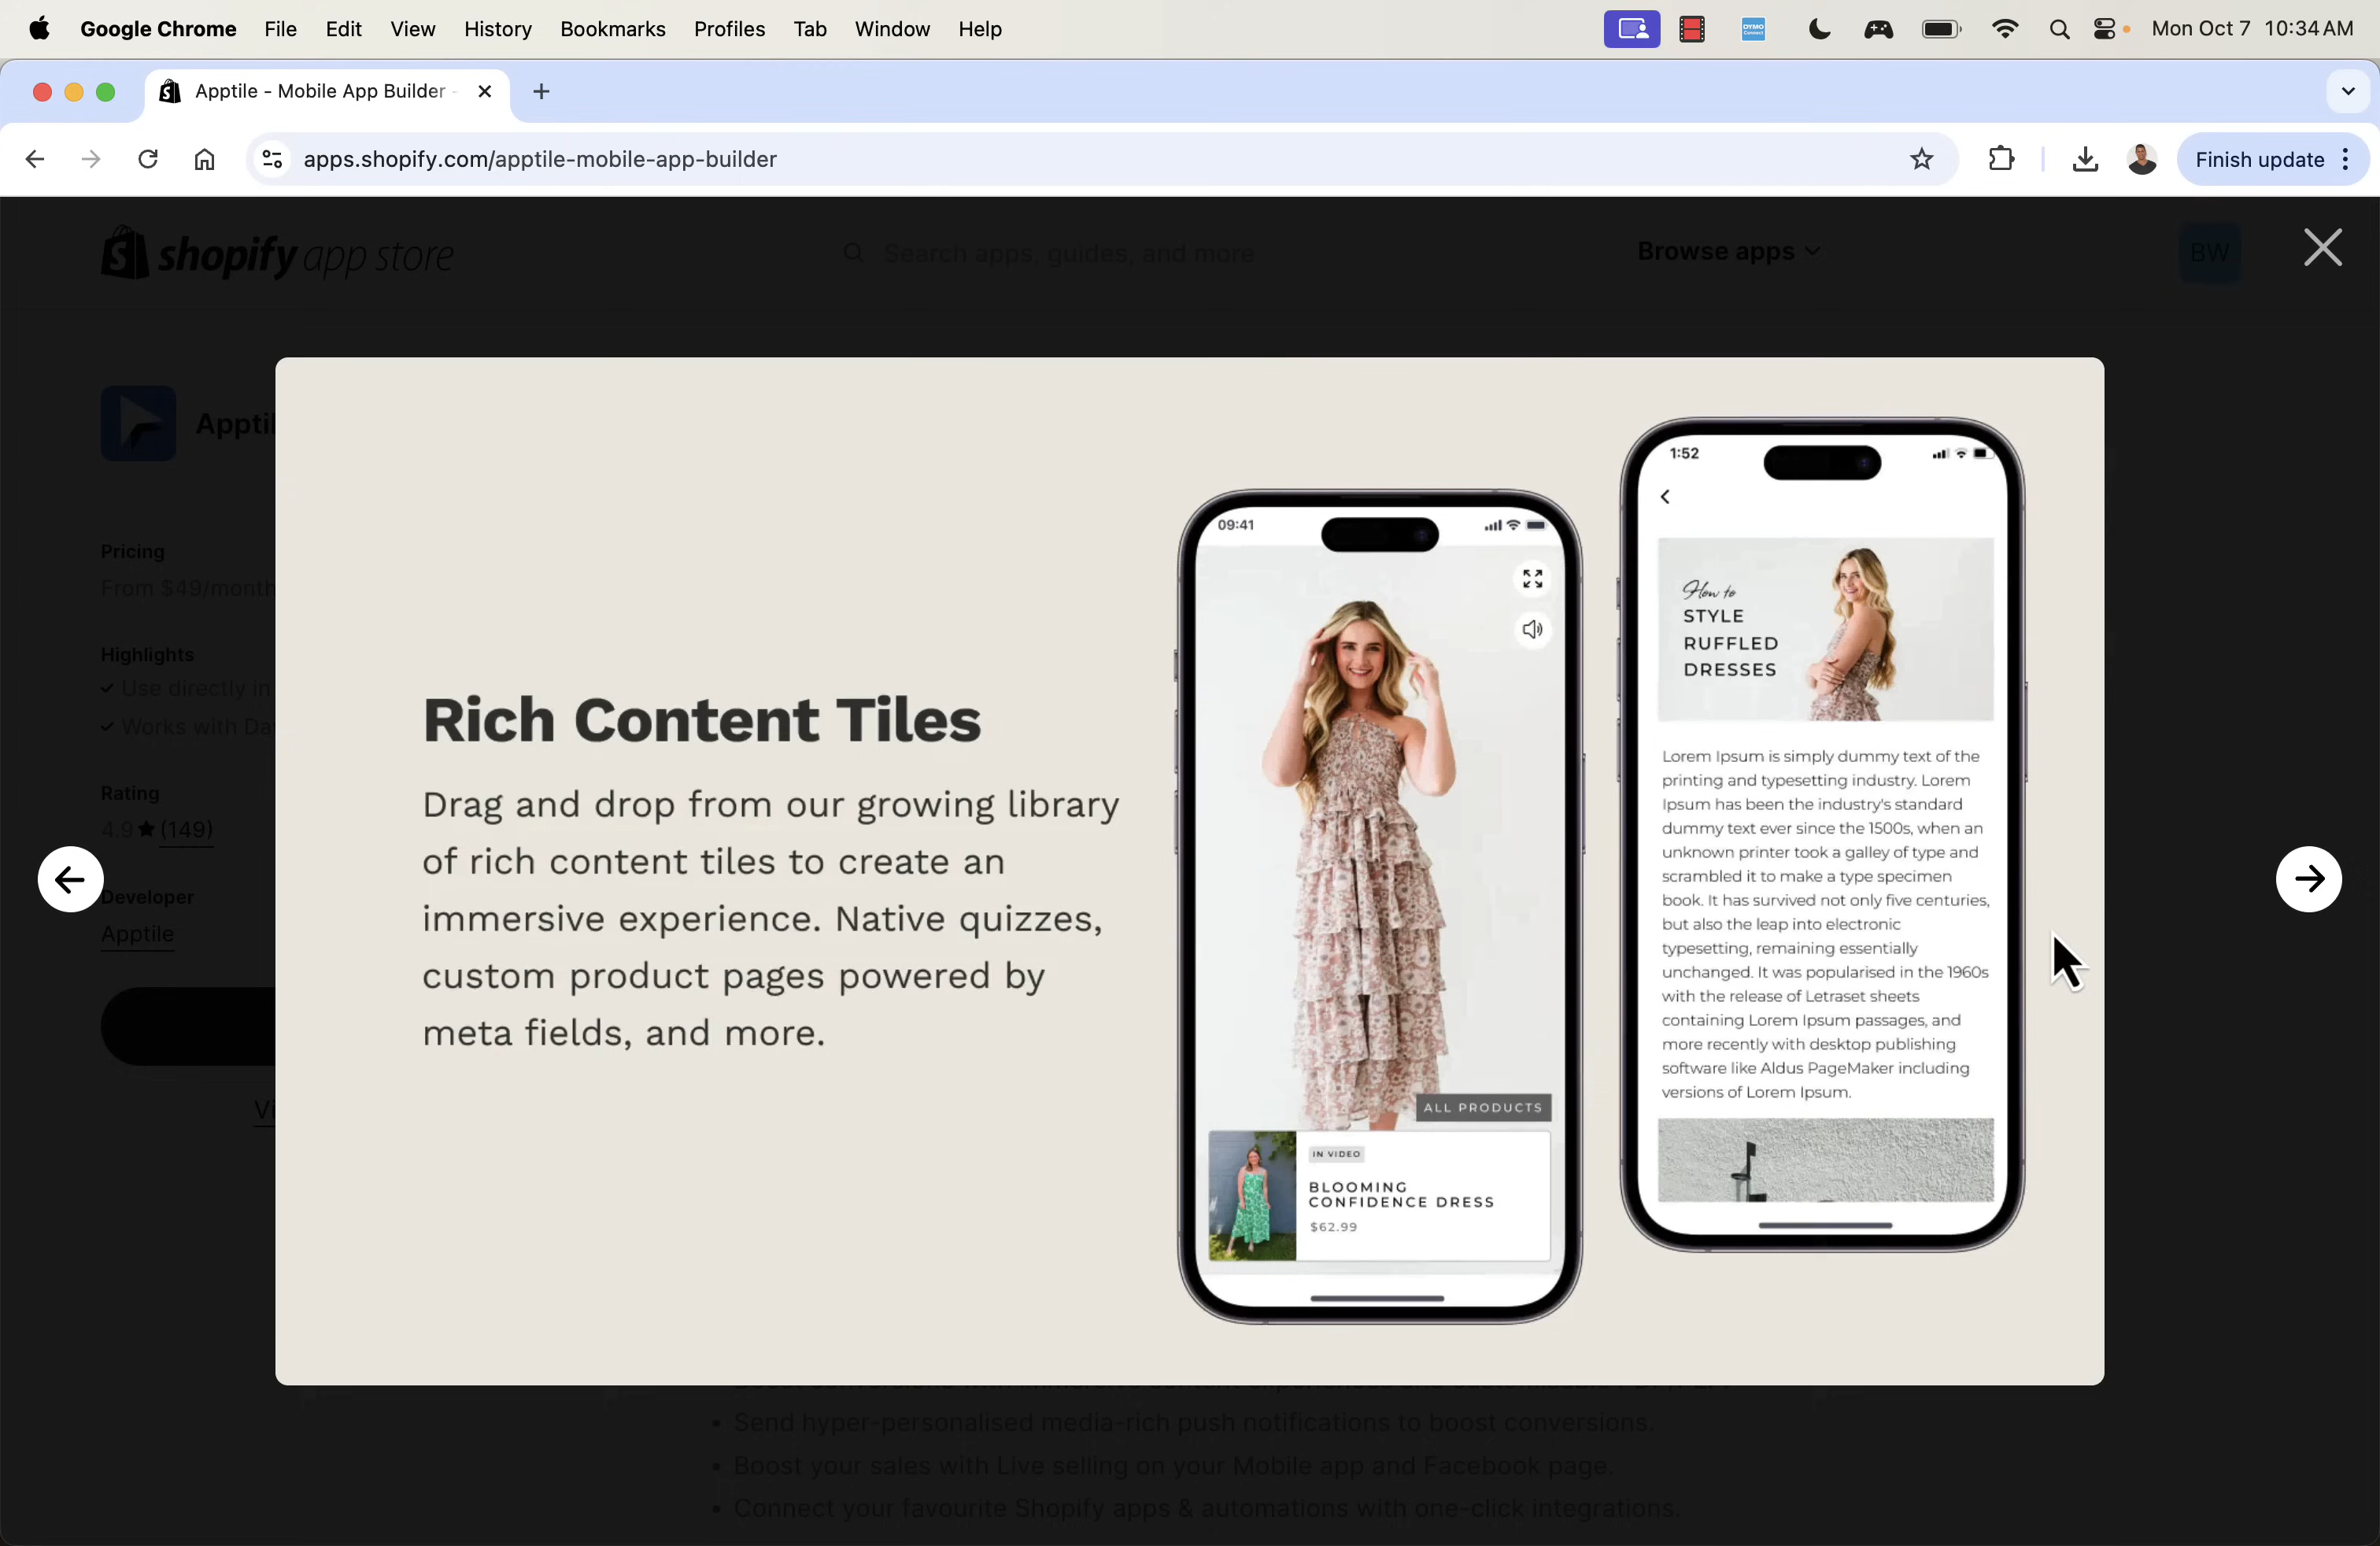 Google Chrome File Edit View History Bookmarks Profiles Tab Window Help
DYMO Connect
Mon Oct 7 10:34 AM
Apptile - Mobile App Builder -
apps.shopify.com/apptile-mobile-app-builder
Finish update
shopify app store
Search apps, guides, and more
Browse apps
BW
Pricing
From $49/month
Highlights
Use directly in
Rating
4.9 (149)
Developer
Apptile
Rich Content Tiles
Drag and drop from our growing library
of rich content tiles to create an
immersive experience. Native quizzes,
custom product pages powered by
meta fields, and more.
09:41
ALL PRODUCTS
IN VIDEO
BLOOMING
CONFIDENCE DRESS
$62.99
1:52
How to
STYLE
RUFFLED
DRESSES
Lorem Ipsum is simply dummy text of the
printing and typesetting industry. Lorem
Ipsum has been the industry's standard
dummy text ever since the 1500s, when an
unknown printer took a galley of type and
scrambled it to make a type specimen
book. It has survived not only five centuries,
but also the leap into electronic
typesetting, remaining essentially
unchanged. It was popularised in the 1960s
with the release of Letraset sheets
containing Lorem Ipsum passages, and
more recently with desktop publishing
software like Aldus PageMaker including
versions of Lorem Ipsum.
Send hyper-personalised media-rich push notifications to boost conversions.
Boost your sales with Live selling on your Mobile app and Facebook page.
Connect your favourite Shopify apps & automations with one-click integrations.